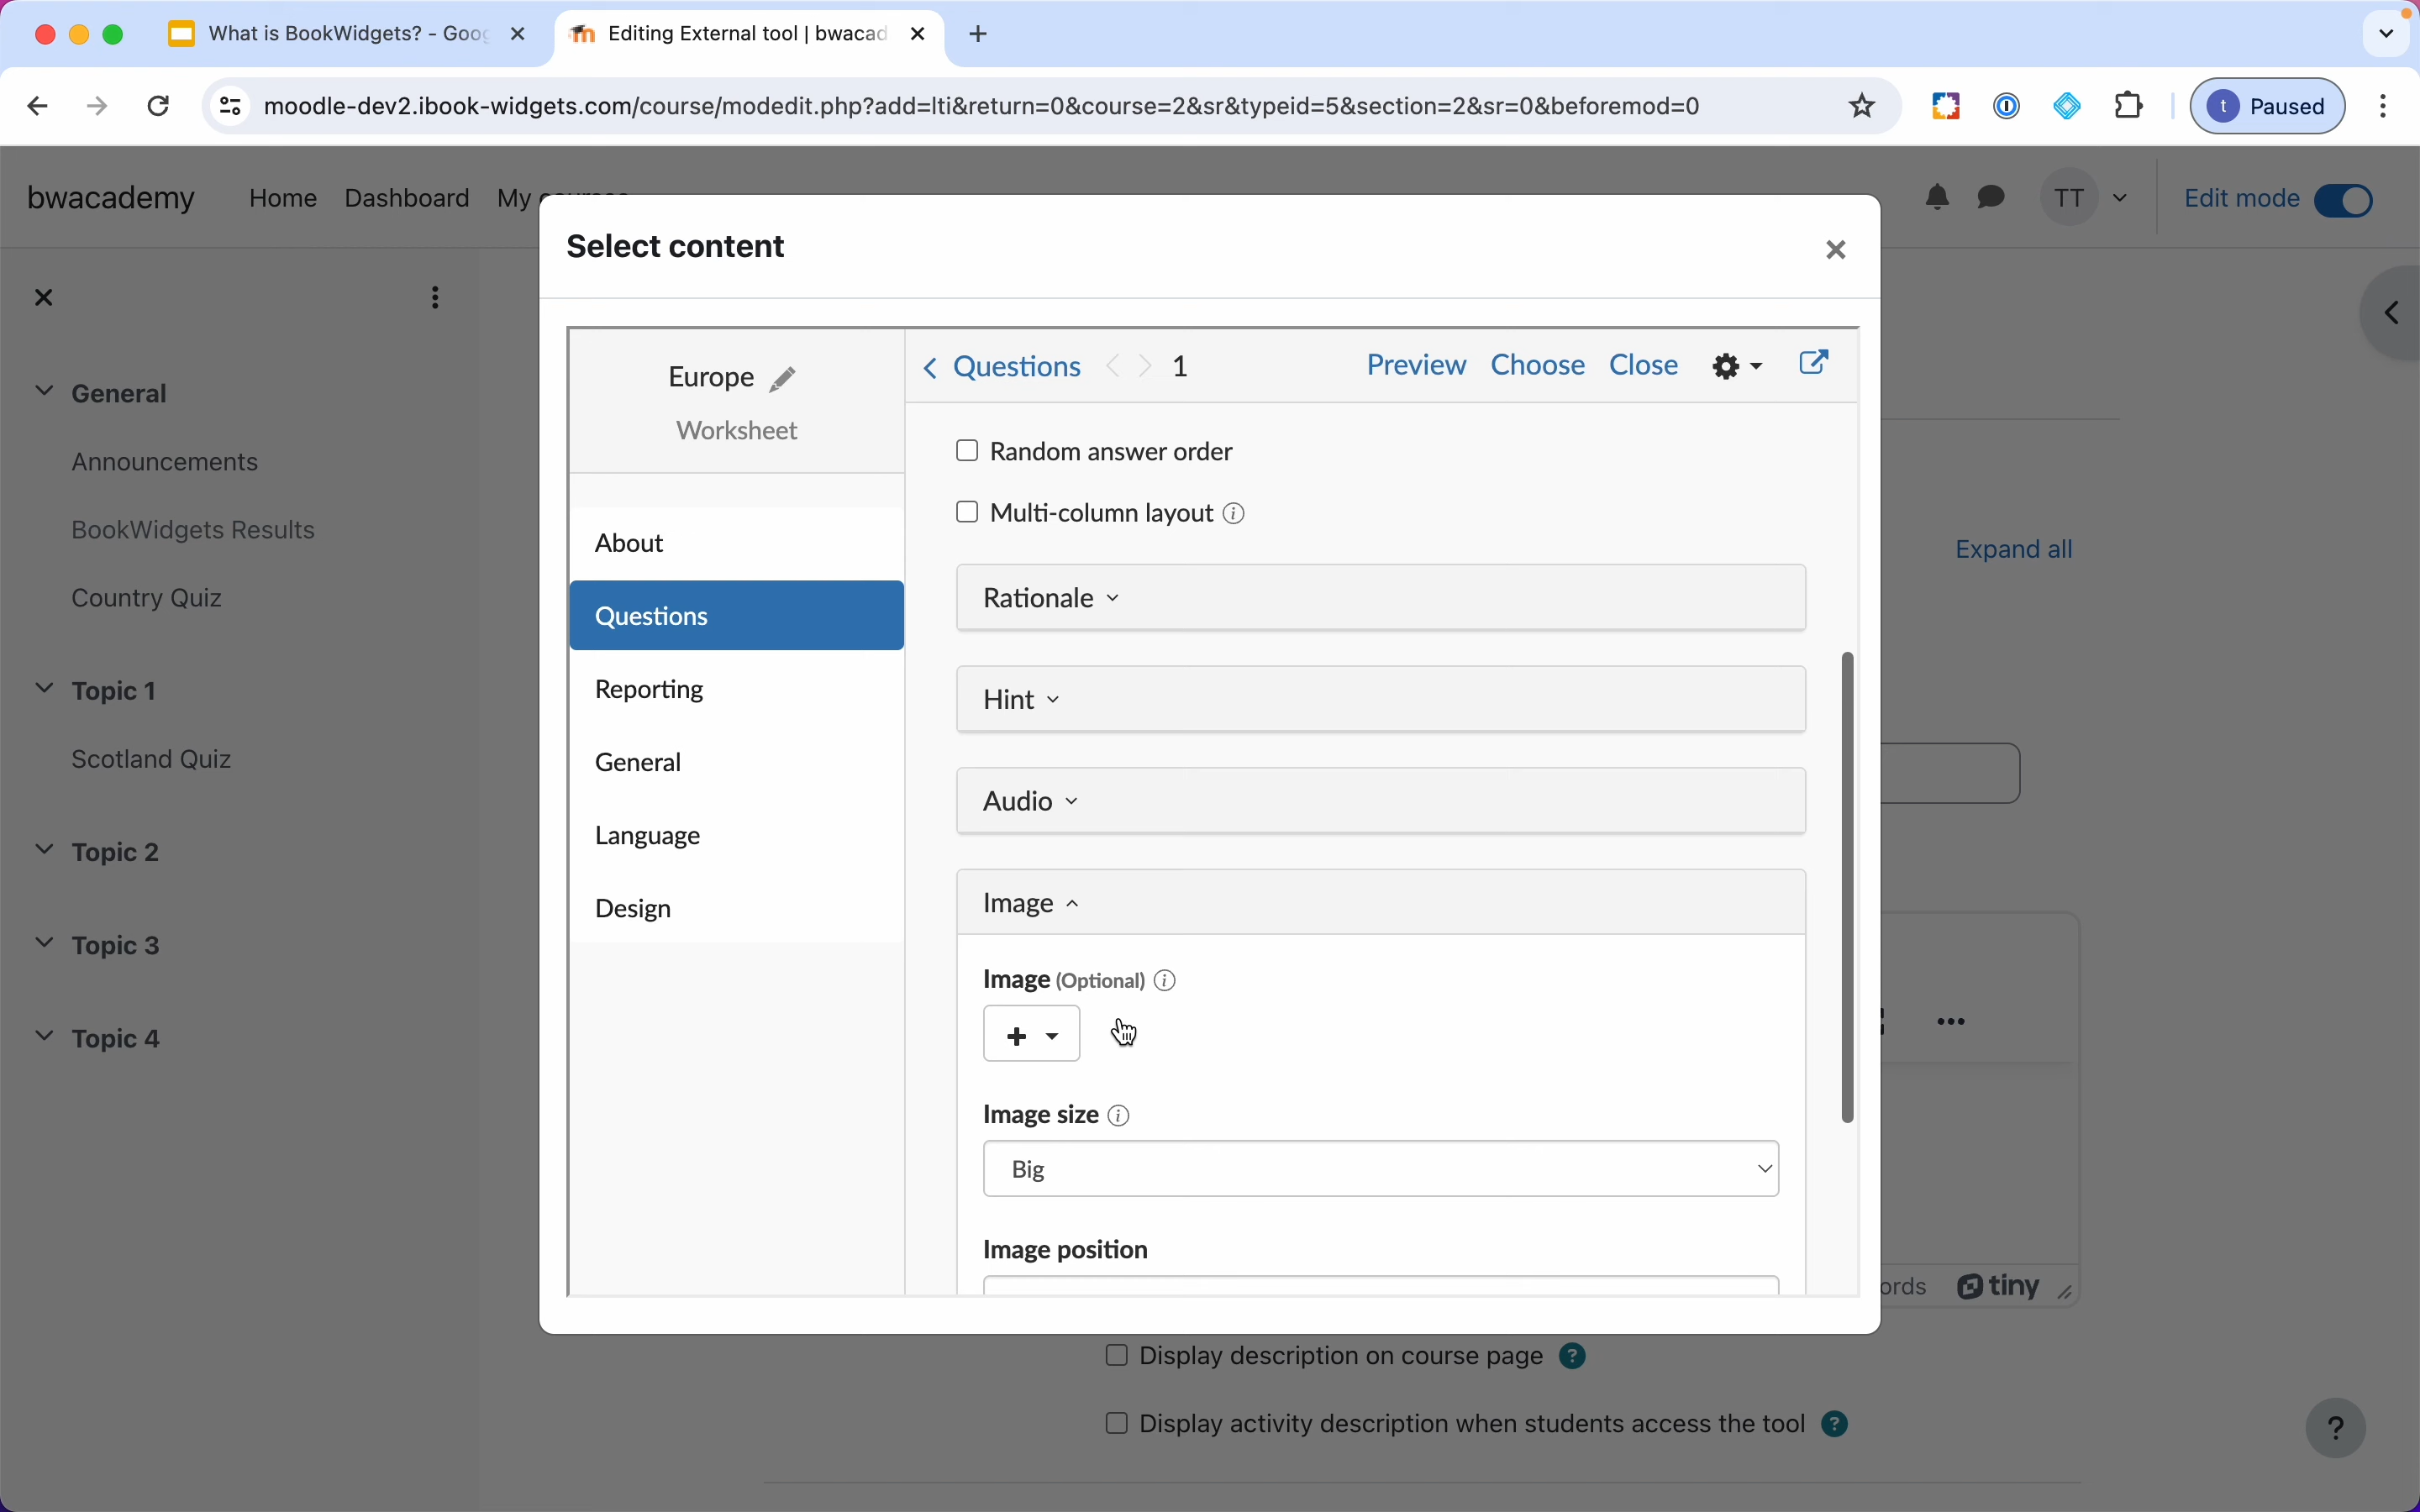 What is BookWidgets? - Goog
Editing External tool | bwacad
moodle-dev2.ibook-widgets.com/course/modedit.php?add=lti&return=0&course=2&sr&typeid=5&section=2&sr=0&beforemod=0
t Paused
bwacademy Home Dashboard My courses TT Edit mode
Select content
General
Announcements
BookWidgets Results
Country Quiz
Topic 1
Scotland Quiz
Topic 2
Topic 3
Topic 4
Europe
Worksheet
About
Questions
Reporting
General
Language
Design
Questions 1 Preview Choose Close
Random answer order
Multi-column layout
Rationale
Hint
Audio
Image
Image (Optional)
Image size
Big
Image position
Expand all
ords tiny
Display description on course page ?
Display activity description when students access the tool ?
?